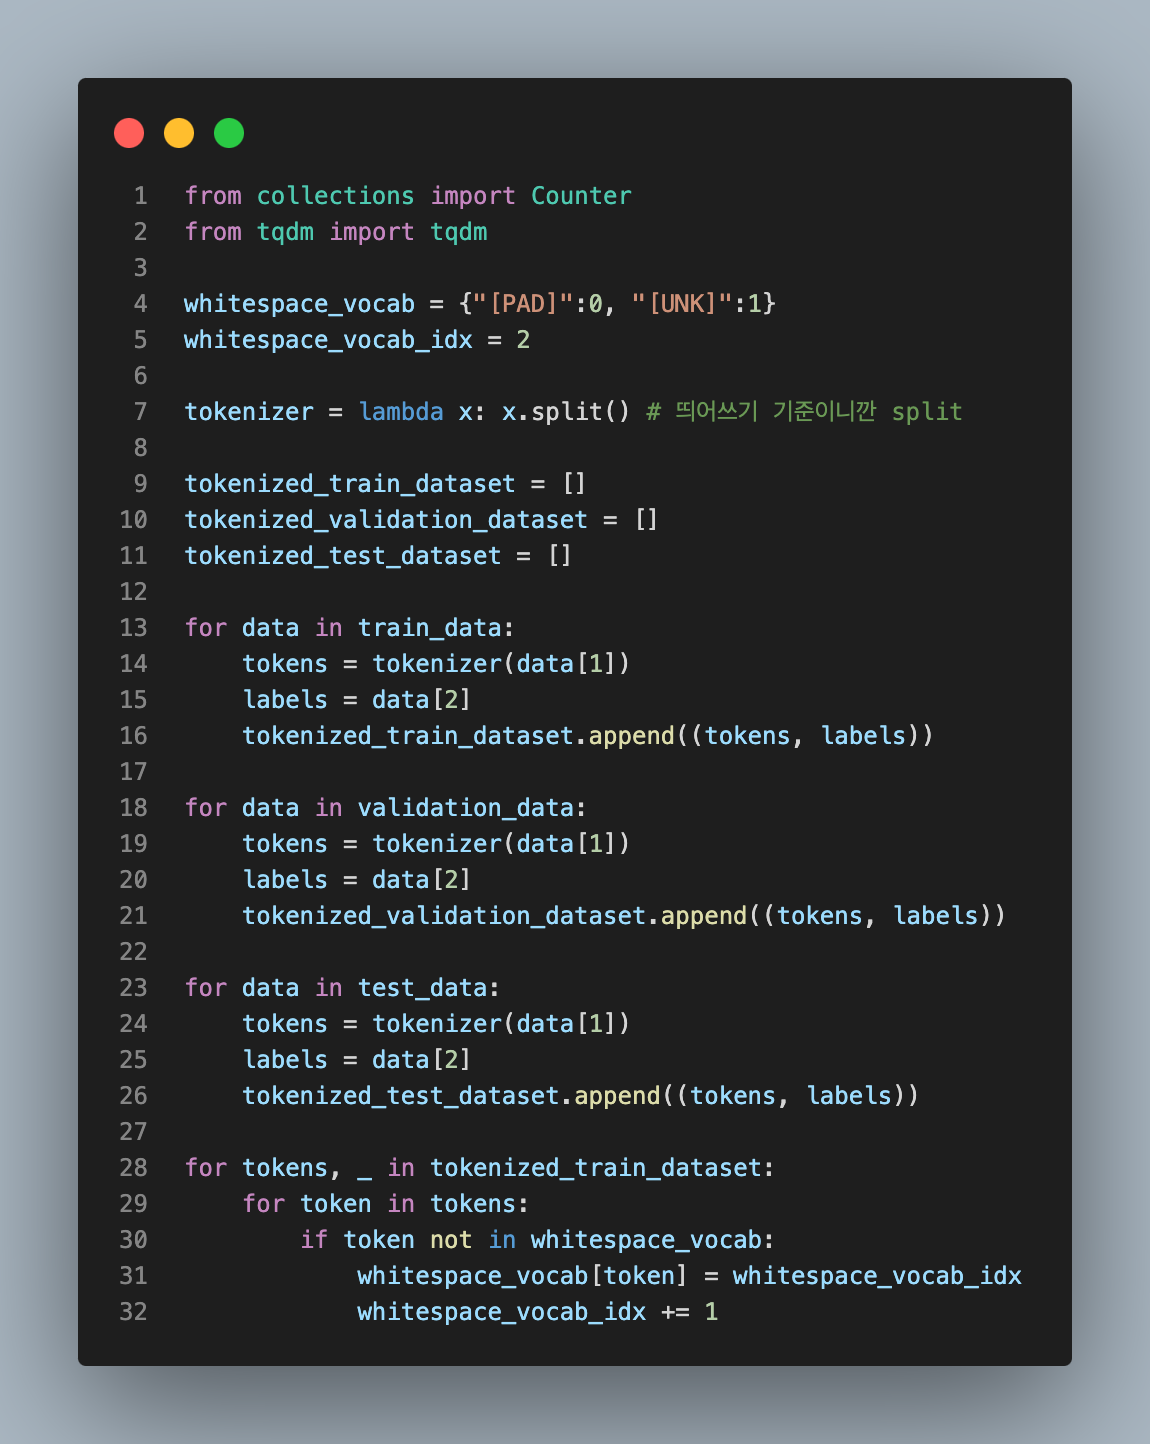 1 from collections import Counter
2 from tqdm import tqdm
3
4 whitespace_vocab = {"[PAD]":0, "[UNK]":1}
5 whitespace_vocab_idx = 2
6
7 tokenizer = lambda x: x.split() # 띄어쓰기 기준이니깐 split
8
9 tokenized_train_dataset = []
10 tokenized_validation_dataset = []
11 tokenized_test_dataset = []
12
13 for data in train_data:
14     tokens = tokenizer(data[1])
15     labels = data[2]
16     tokenized_train_dataset.append((tokens, labels))
17
18 for data in validation_data:
19     tokens = tokenizer(data[1])
20     labels = data[2]
21     tokenized_validation_dataset.append((tokens, labels))
22
23 for data in test_data:
24     tokens = tokenizer(data[1])
25     labels = data[2]
26     tokenized_test_dataset.append((tokens, labels))
27
28 for tokens, _ in tokenized_train_dataset:
29     for token in tokens:
30         if token not in whitespace_vocab:
31             whitespace_vocab[token] = whitespace_vocab_idx
32             whitespace_vocab_idx += 1